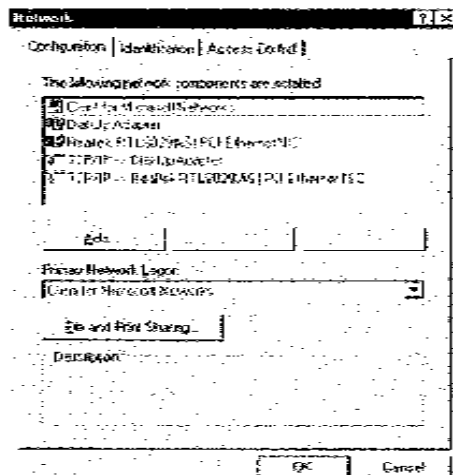 Network
Configuration Identification Access Control
The following network components are installed:
Client for Microsoft Networks
Dial-Up Adapter
Realtek RTL8029(AS) PCI Ethernet NIC
TCP/IP -> Dial-Up Adapter
TCP/IP -> Realtek RTL8029(AS) PCI Ethernet NIC
Add...
Primary Network Logon:
Client for Microsoft Networks
File and Print Sharing...
Description
OK Cancel